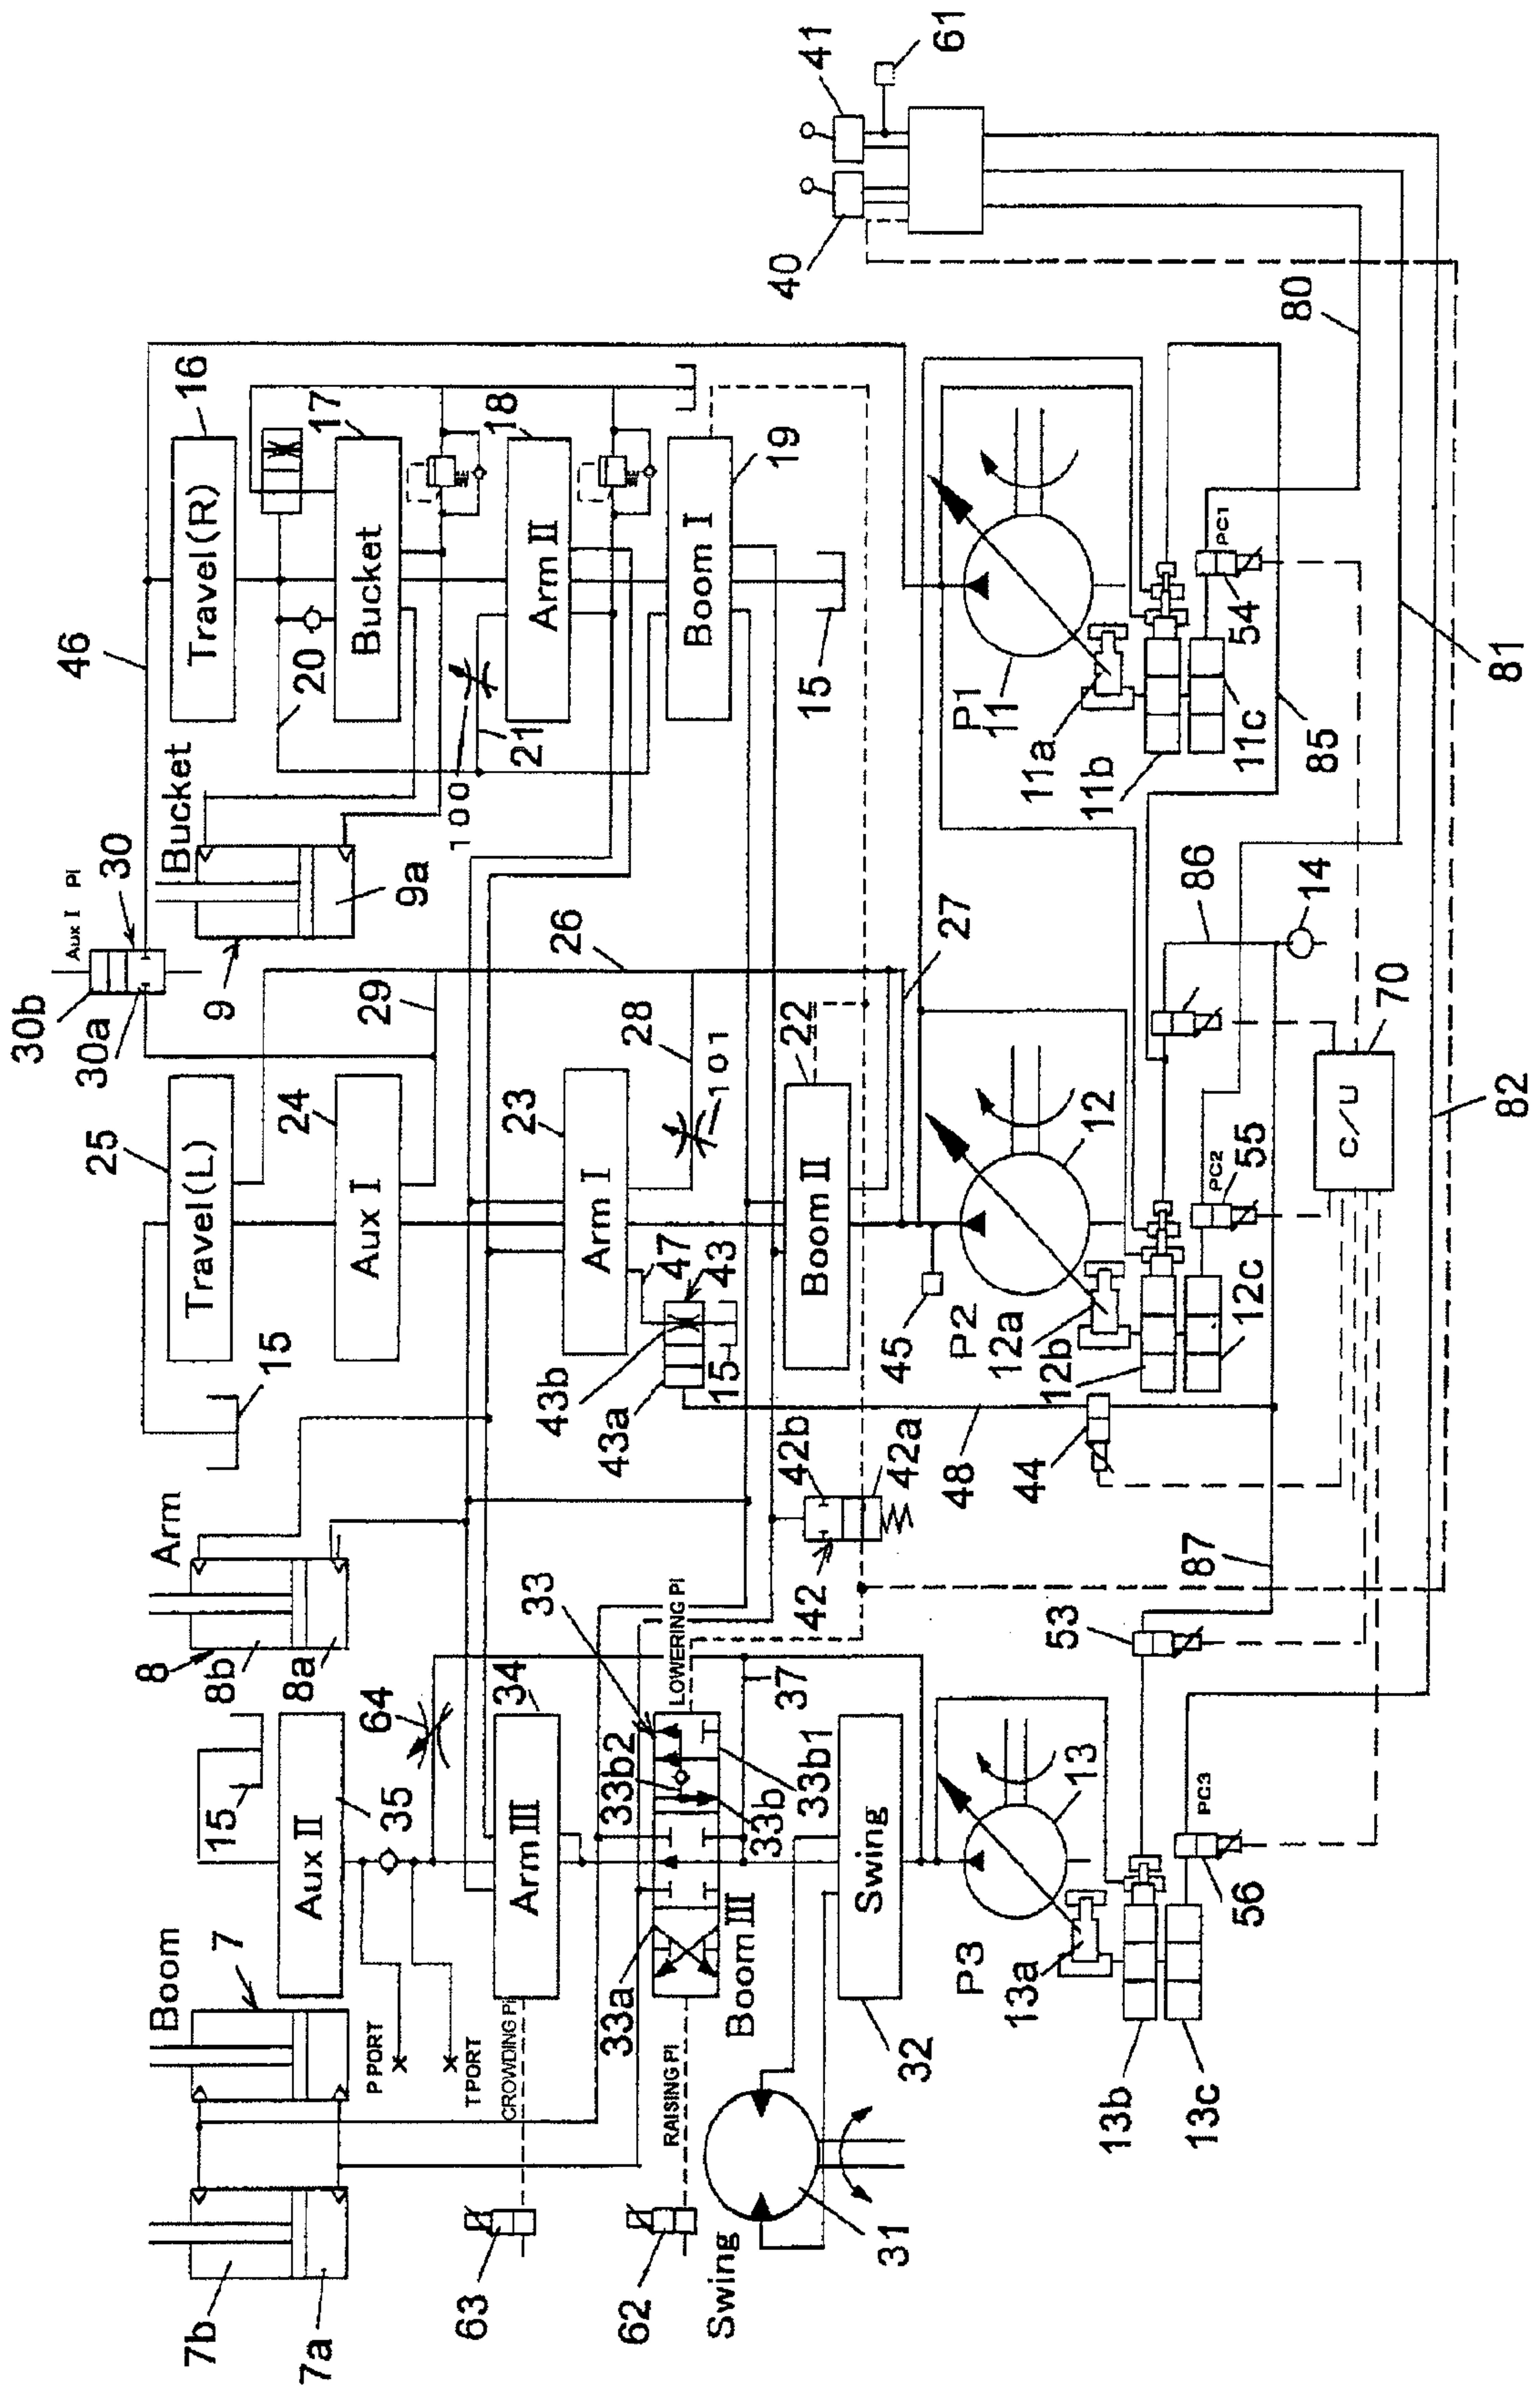 7b
7a
Boom
7
8
8b
8a
Arm
15
25
Travel(L)
30b
30a
9
Aux I Pi
30
Bucket
46
16
Travel(R)
P PORT
T PORT
Aux II
15
35
64
24
Aux I
29
9a
20
Bucket
17
63
CROWDING Pi
Arm III
34
23
Arm I
28
26
100
21
Arm II
18
62
RAISING Pi
33a
Boom III
33
33b2
33b
33b1
LOWERING Pi
37
43b
43a
47
43
15
101
22
Boom II
27
Boom I
19
15
Swing
31
32
Swing
42
42b
42a
45
48
44
P3
13
13a
13b
13c
56
PC3
53
87
P2
12
12a
12b
12c
55
PC2
86
14
P1
11
11a
11b
11c
54
PC1
85
40
41
61
80
70
C/U
82
81